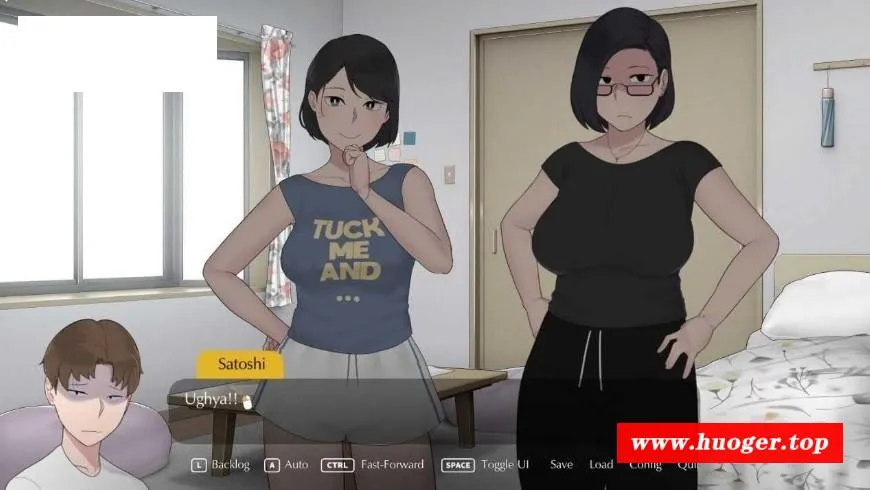 TUCK
ME
AND
...
Satoshi
Ughya!!
L Backlog A Auto CTRL Fast-Forward SPACE Toggle UI Save Load Config
www.huoger.top